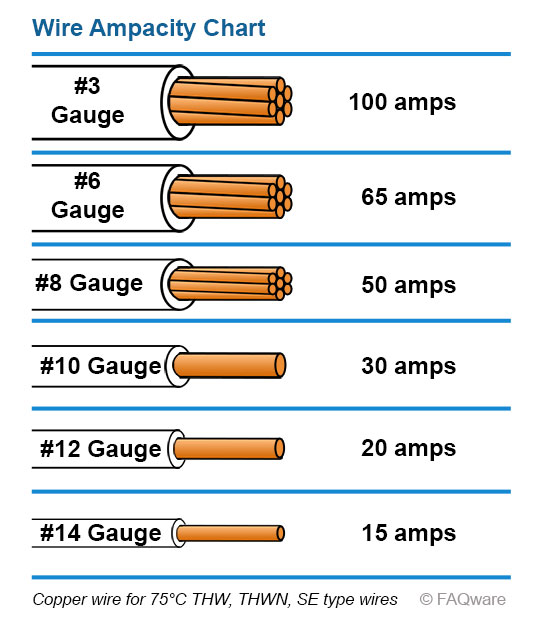 Wire Ampacity Chart
#3
Gauge
100 amps
#6
Gauge
65 amps
#8 Gauge
50 amps
#10 Gauge
30 amps
#12 Gauge
20 amps
#14 Gauge
15 amps
Copper wire for 75°C THW, THWN, SE type wires
© FAQware